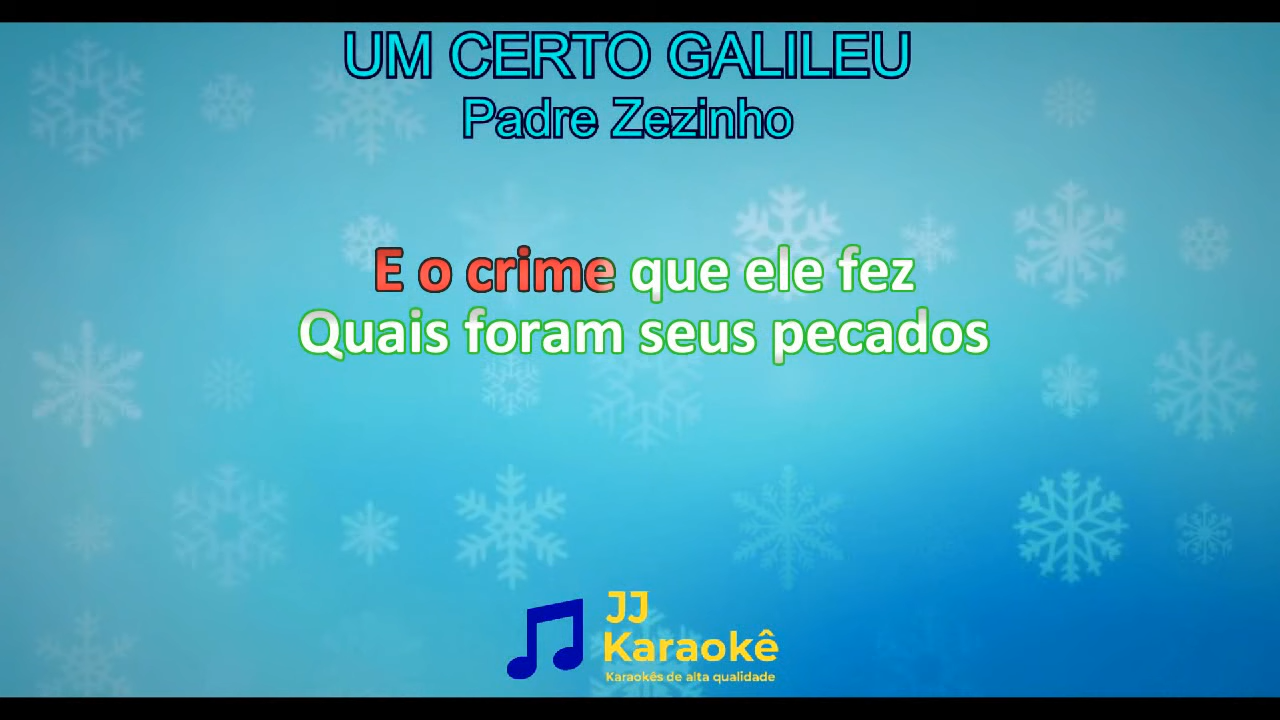 UM CERTO GALILEU
Padre Zezinho
E o crime que ele fez
Quais foram seus pecados
JJ
Karaokê
Karaokês de alta qualidade